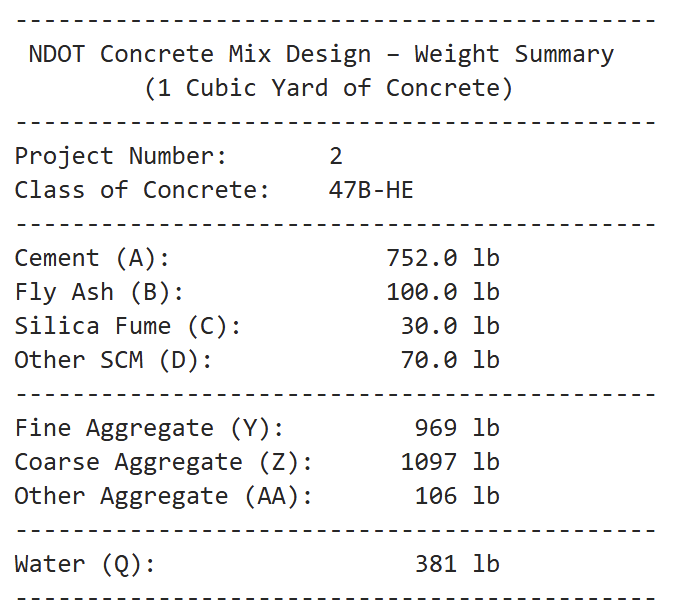 ---------------------------------------------
NDOT Concrete Mix Design – Weight Summary
(1 Cubic Yard of Concrete)
---------------------------------------------
Project Number: 2
Class of Concrete: 47B-HE
---------------------------------------------
Cement (A): 752.0 lb
Fly Ash (B): 100.0 lb
Silica Fume (C): 30.0 lb
Other SCM (D): 70.0 lb
---------------------------------------------
Fine Aggregate (Y): 969 lb
Coarse Aggregate (Z): 1097 lb
Other Aggregate (AA): 106 lb
---------------------------------------------
Water (Q): 381 lb
---------------------------------------------